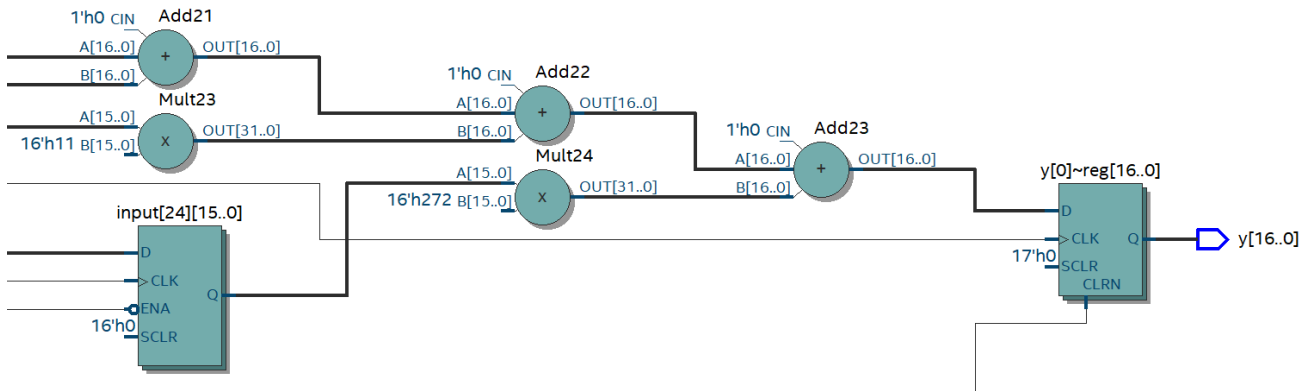 Add21
1'h0 CIN
A[16..0]
OUT[16..0]
B[16..0]
+
Mult23
A[15..0]
OUT[31..0]
16'h11 B[15..0]
x
Add22
1'h0 CIN
A[16..0]
OUT[16..0]
B[16..0]
+
Mult24
A[15..0]
OUT[31..0]
16'h272 B[15..0]
x
Add23
1'h0 CIN
A[16..0]
OUT[16..0]
B[16..0]
+
input[24][15..0]
D
CLK
Q
ENA
16'h0
SCLR
y[0]~reg[16..0]
D
CLK
Q
17'h0
SCLR
CLRN
y[16..0]